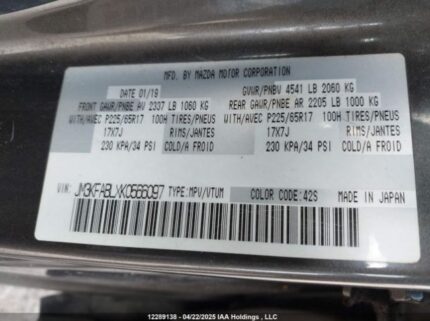 MFD. BY MAZDA MOTOR CORPORATION
DATE 01/19 GVWR/PNBV 4541 LB 2060 KG
FRONT GAWR/PNBE AV 2337 LB 1060 KG REAR GAWR/PNBE AR 2205 LB 1000 KG
WITH/AVEC P225/65R17 100H TIRES/PNEUS WITH/AVEC P225/65R17 100H TIRES/PNEUS
17X7J RIMS/JANTES 17X7J RIMS/JANTES
230 KPA/34 PSI COLD/A FROID 230 KPA/34 PSI COLD/A FROID
VIN: JM3KFABLXK0566097 TYPE:MPV/VTUM COLOR CODE:42S MADE IN JAPAN
12289138 - 04/22/2025 IAA Holdings , LLC